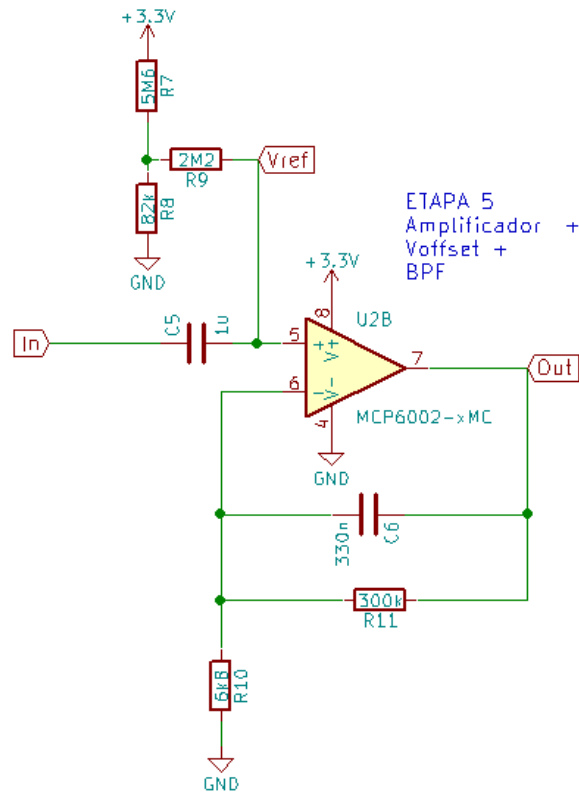 +3.3V
5M6
R7
2M2
R9
Vref
82k
R8
GND
ETAPA 5
Amplificador +
Voffset +
BPF
+3.3V
8
U2B
In
C5
1u
5
+
V+
7
Out
6
-
V-
4
MCP6002-xMC
GND
330n
C6
300k
R11
6k8
R10
GND